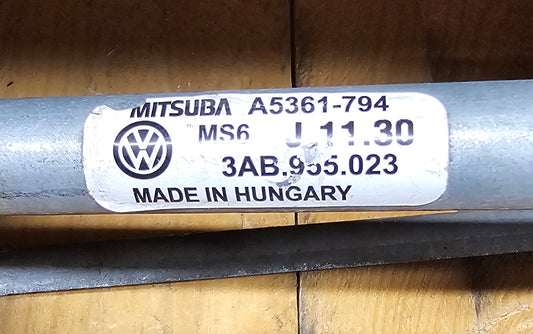 MITSUBA A5361-794
MS6 J 11.30
3AB.955.023
MADE IN HUNGARY